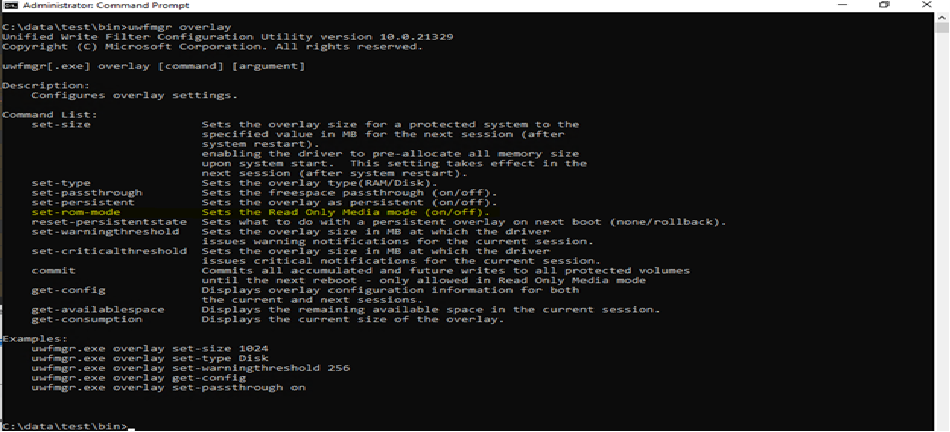 Administrator: Command Prompt
C:\data\test\bin>uwfmgr overlay
Unified Write Filter Configuration Utility version 10.0.21329
Copyright (C) Microsoft Corporation. All rights reserved.
uwfmgr[.exe] overlay [command] [argument]
Description:
Configures overlay settings.
Command List:
set-size Sets the overlay size for a protected system to the
specified value in MB for the next session (after
system restart).
enabling the driver to pre-allocate all memory size
upon system start. This setting takes effect in the
next session (after system restart).
set-type Sets the overlay type(RAM/Disk).
set-passthrough Sets the freespace passthrough (on/off).
set-persistent Sets the overlay as persistent (on/off).
set-rom-mode Sets the Read Only Media mode (on/off).
reset-persistentstate Sets what to do with a persistent overlay on next boot (none/rollback).
set-warningthreshold Sets the overlay size in MB at which the driver
issues warning notifications for the current session.
set-criticalthreshold Sets the overlay size in MB at which the driver
issues critical notifications for the current session.
commit Commits all accumulated and future writes to all protected volumes
until the next reboot - only allowed in Read Only Media mode
get-config Displays overlay configuration information for both
the current and next sessions.
get-availablespace Displays the remaining available space in the current session.
get-consumption Displays the current size of the overlay.
Examples:
uwfmgr.exe overlay set-size 1024
uwfmgr.exe overlay set-type Disk
uwfmgr.exe overlay set-warningthreshold 256
uwfmgr.exe overlay get-config
uwfmgr.exe overlay set-passthrough on
C:\data\test\bin>